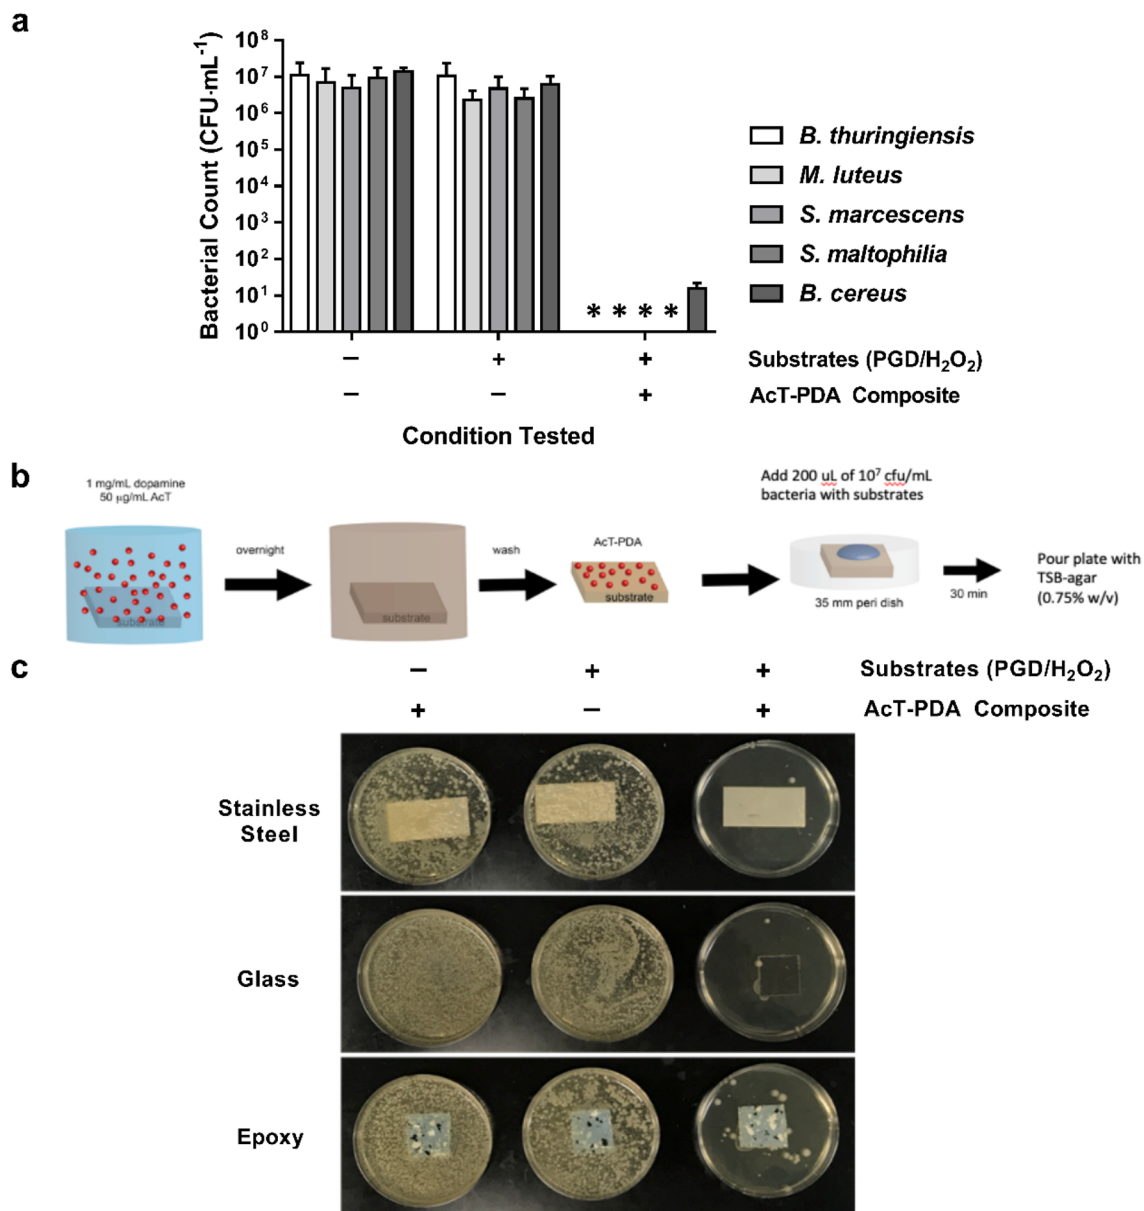 a
Bacterial Count (CFU·mL⁻¹)
10⁸
10⁷
10⁶
10⁵
10⁴
10³
10²
10¹
10⁰
* * * *
B. thuringiensis
M. luteus
S. marcescens
S. maltophilia
B. cereus
– + + Substrates (PGD/H₂O₂)
– – + AcT-PDA Composite
Condition Tested
b
1 mg/mL dopamine
50 µg/mL AcT
substrate
overnight
substrate
wash
AcT-PDA
substrate
Add 200 uL of 10⁷ cfu/mL
bacteria with substrates
35 mm peri dish
30 min
Pour plate with
TSB-agar
(0.75% w/v)
c
– + + Substrates (PGD/H₂O₂)
+ – + AcT-PDA Composite
Stainless
Steel
Glass
Epoxy